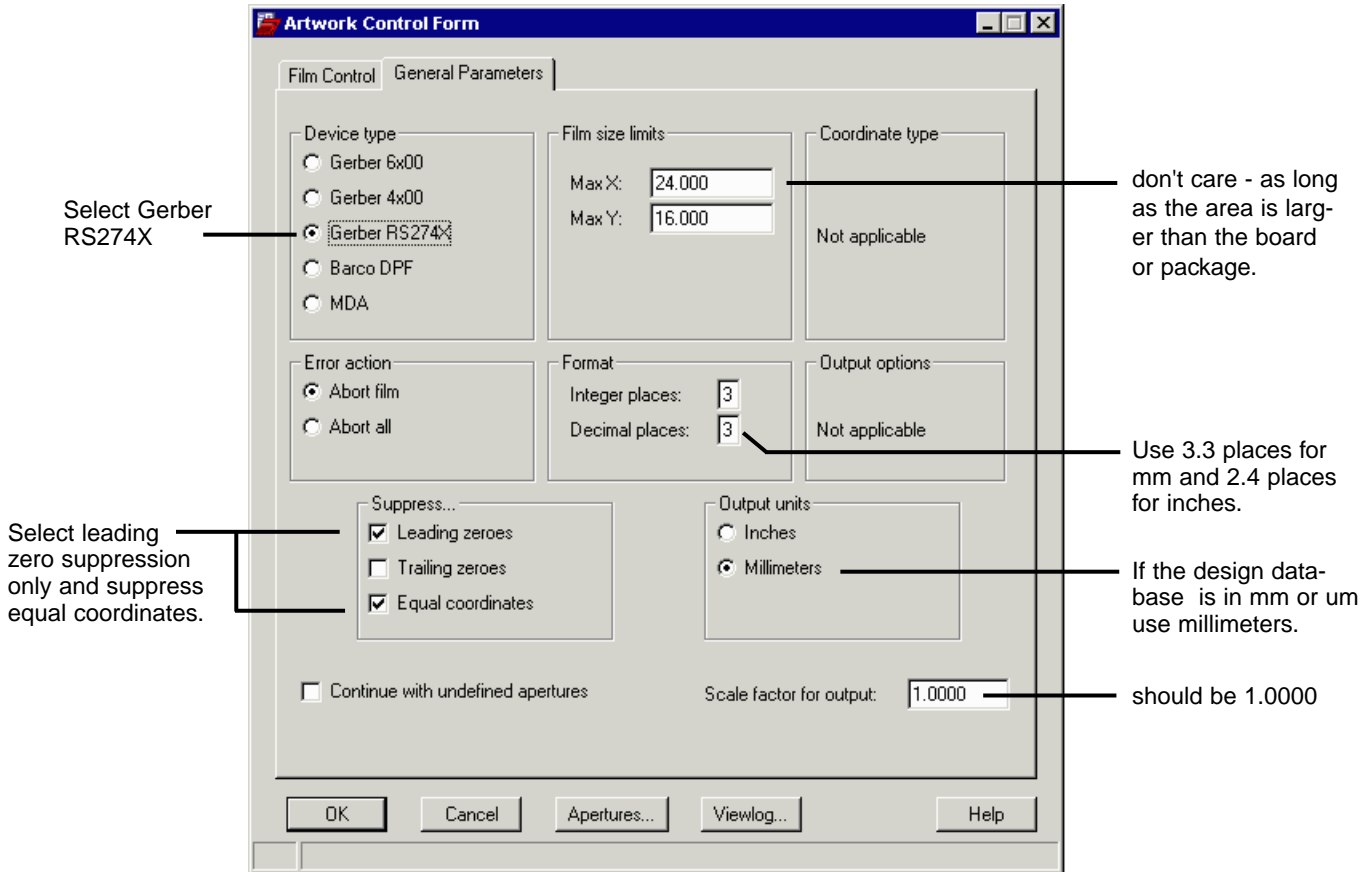 Artwork Control Form
Film Control
General Parameters
Device type
Gerber 6x00
Gerber 4x00
Gerber RS274X
Barco DPF
MDA
Film size limits
Max X: 24.000
Max Y: 16.000
Coordinate type
Not applicable
Select Gerber
RS274X
don't care - as long
as the area is larg-
er than the board
or package.
Error action
Abort film
Abort all
Format
Integer places: 3
Decimal places: 3
Output options
Not applicable
Use 3.3 places for
mm and 2.4 places
for inches.
Select leading
zero suppression
only and suppress
equal coordinates.
Suppress...
Leading zeroes
Trailing zeroes
Equal coordinates
Output units
Inches
Millimeters
If the design data-
base is in mm or um
use millimeters.
Continue with undefined apertures
Scale factor for output: 1.0000
should be 1.0000
OK
Cancel
Apertures...
Viewlog...
Help